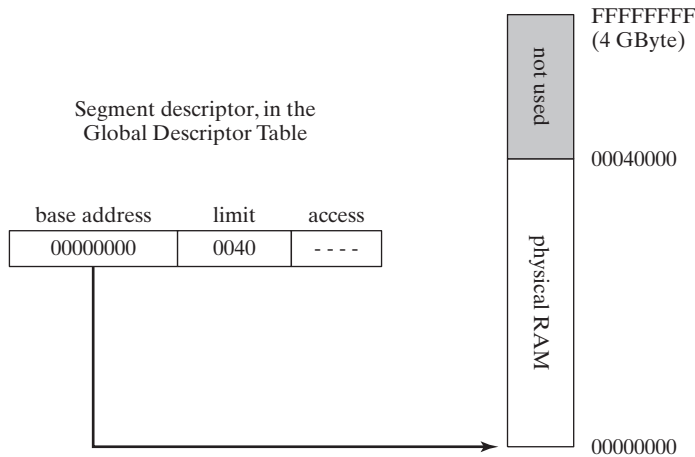 FFFFFFFF
(4 GByte)
not used
Segment descriptor, in the
Global Descriptor Table
00040000
base address limit access
00000000 0040 - - - -
physical RAM
00000000